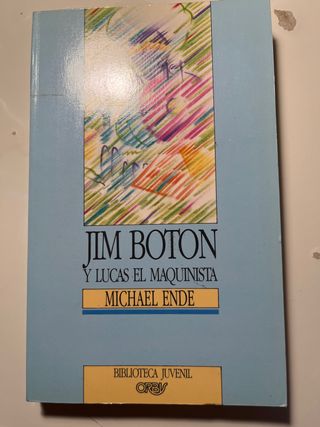 JIM BOTON
Y LUCAS EL MAQUINISTA
MICHAEL ENDE
BIBLIOTECA JUVENIL
ORBIS